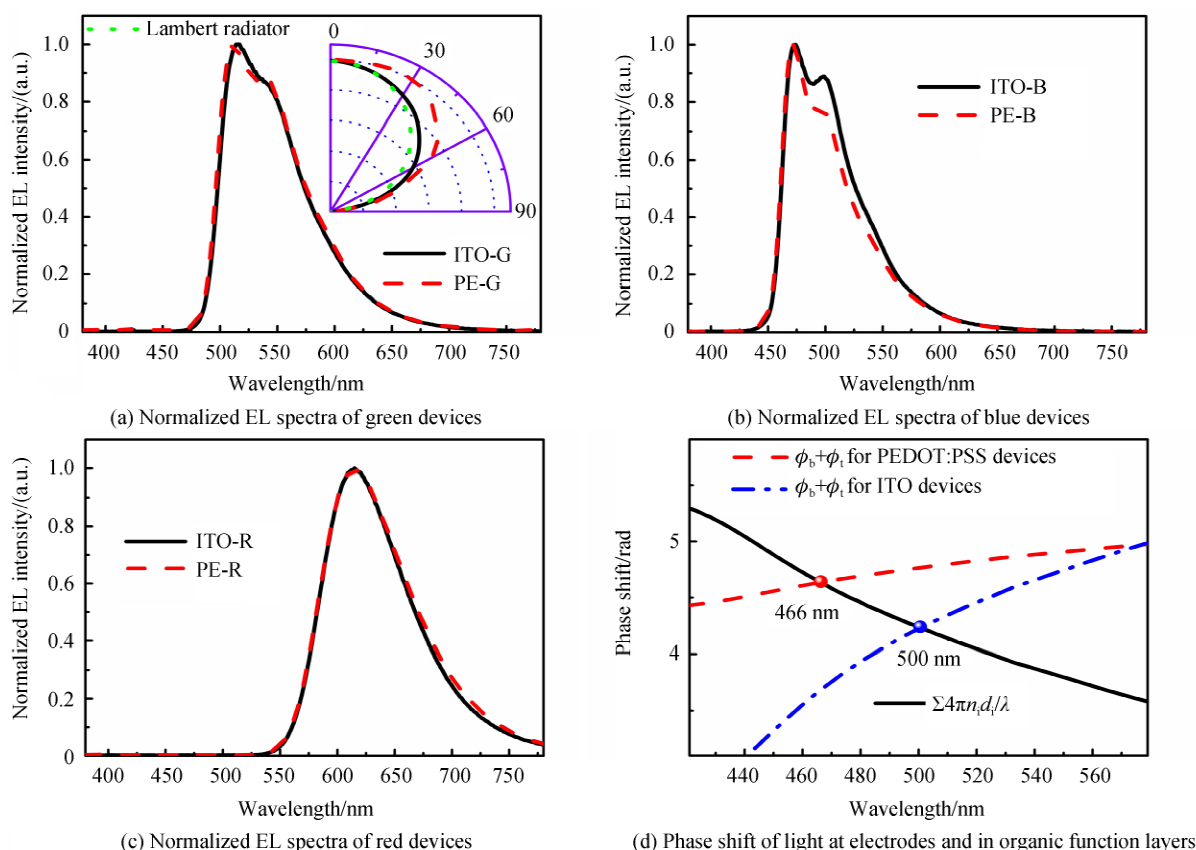 Lambert radiator
0
30
60
90
ITO-G
PE-G
1.0
0.8
0.6
0.4
0.2
0
Normalized EL intensity/(a.u.)
400 450 500 550 600 650 700 750
Wavelength/nm
(a) Normalized EL spectra of green devices
ITO-B
PE-B
1.0
0.8
0.6
0.4
0.2
0
Normalized EL intensity/(a.u.)
400 450 500 550 600 650 700 750
Wavelength/nm
(b) Normalized EL spectra of blue devices
ITO-R
PE-R
1.0
0.8
0.6
0.4
0.2
0
Normalized EL intensity/(a.u.)
400 450 500 550 600 650 700 750
Wavelength/nm
(c) Normalized EL spectra of red devices
ϕb+ϕt for PEDOT:PSS devices
ϕb+ϕt for ITO devices
5
4
Phase shift/rad
466 nm
500 nm
Σ4πnidi/λ
440 460 480 500 520 540 560
Wavelength/nm
(d) Phase shift of light at electrodes and in organic function layers